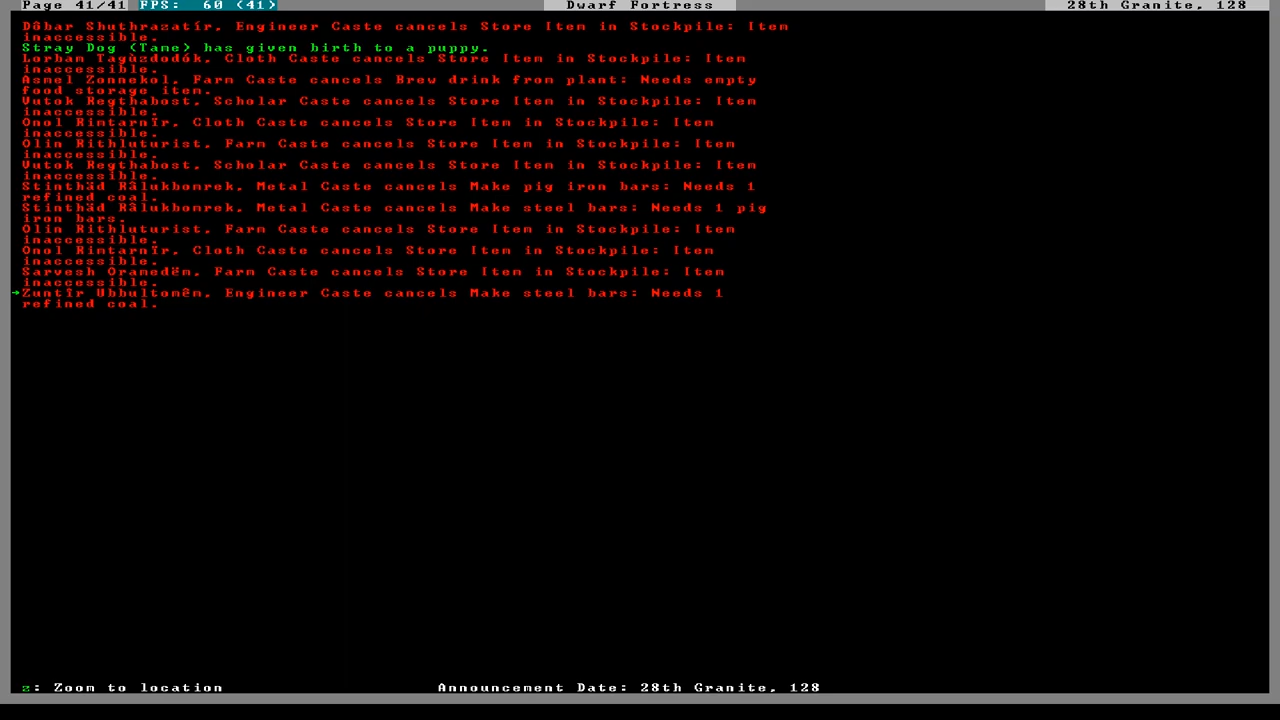 Page 41/41 FPS: 60 (41) Dwarf Fortress 28th Granite, 128
Dâbar Shuthrazatír, Engineer Caste cancels Store Item in Stockpile: Item
inaccessible.
Stray Dog (Tame) has given birth to a puppy.
Lorbam Tagùzdodók, Cloth Caste cancels Store Item in Stockpile: Item
inaccessible.
Asmel Zonnekol, Farm Caste cancels Brew drink from plant: Needs empty
food storage item.
Vutok Regthabost, Scholar Caste cancels Store Item in Stockpile: Item
inaccessible.
Onol Rimtarnîr, Cloth Caste cancels Store Item in Stockpile: Item
inaccessible.
Olin Rithluturist, Farm Caste cancels Store Item in Stockpile: Item
inaccessible.
Vutok Regthabost, Scholar Caste cancels Store Item in Stockpile: Item
inaccessible.
Stinthäd Râlukbomrek, Metal Caste cancels Make pig iron bars: Needs 1
refined coal.
Stinthäd Râlukbomrek, Metal Caste cancels Make steel bars: Needs 1 pig
iron bars.
Olin Rithluturist, Farm Caste cancels Store Item in Stockpile: Item
inaccessible.
Onol Rimtarnîr, Cloth Caste cancels Store Item in Stockpile: Item
inaccessible.
Sarvesh Oramedëm, Farm Caste cancels Store Item in Stockpile: Item
inaccessible.
→Zuntîr Ubbultomêm, Engineer Caste cancels Make steel bars: Needs 1
refined coal.
z: Zoom to location Announcement Date: 28th Granite, 128